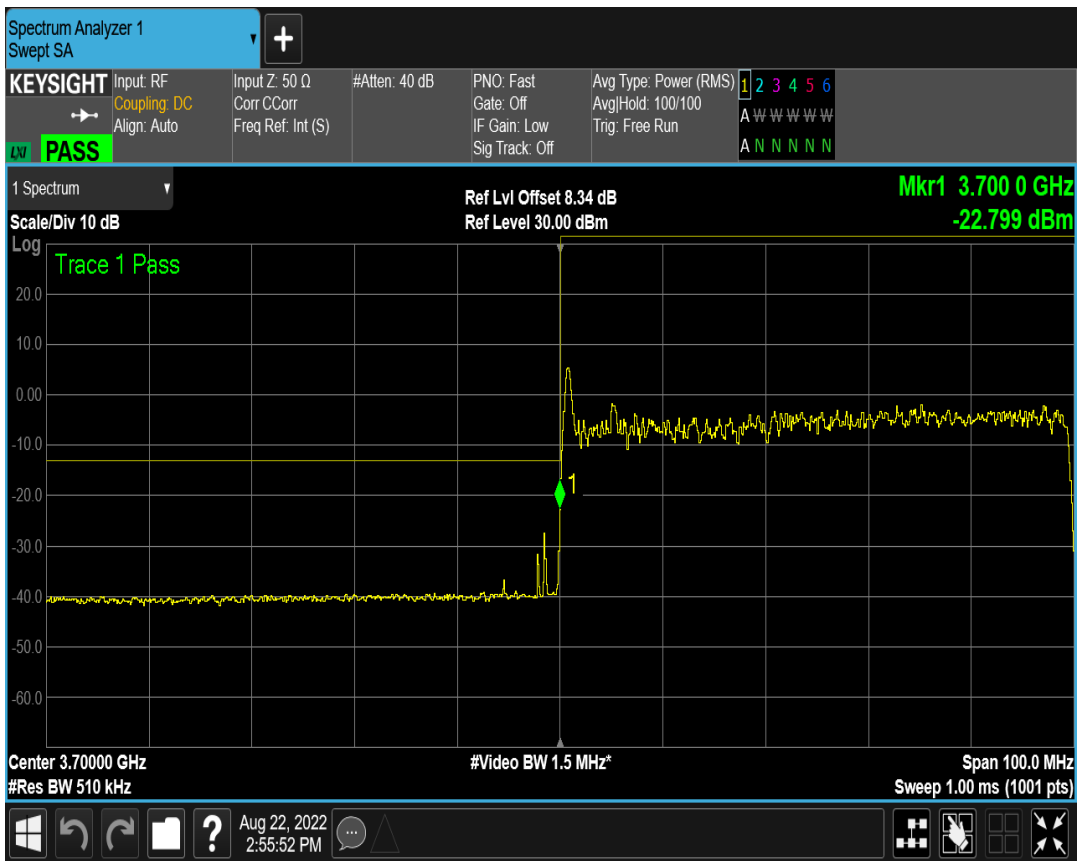 Spectrum Analyzer 1
Swept SA
+
KEYSIGHT
LXI
PASS
Input: RF
Coupling: DC
Align: Auto
Input Z: 50 Ω
Corr CCorr
Freq Ref: Int (S)
#Atten: 40 dB
PNO: Fast
Gate: Off
IF Gain: Low
Sig Track: Off
Avg Type: Power (RMS)
Avg|Hold: 100/100
Trig: Free Run
1 2 3 4 5 6
A W W W W W
A N N N N N
1 Spectrum
Scale/Div 10 dB
Ref Lvl Offset 8.34 dB
Ref Level 30.00 dBm
Mkr1 3.700 0 GHz
-22.799 dBm
Log
Trace 1 Pass
20.0
10.0
0.00
-10.0
-20.0
-30.0
-40.0
-50.0
-60.0
1
Center 3.70000 GHz
#Video BW 1.5 MHz*
Span 100.0 MHz
#Res BW 510 kHz
Sweep 1.00 ms (1001 pts)
?
Aug 22, 2022
2:55:52 PM